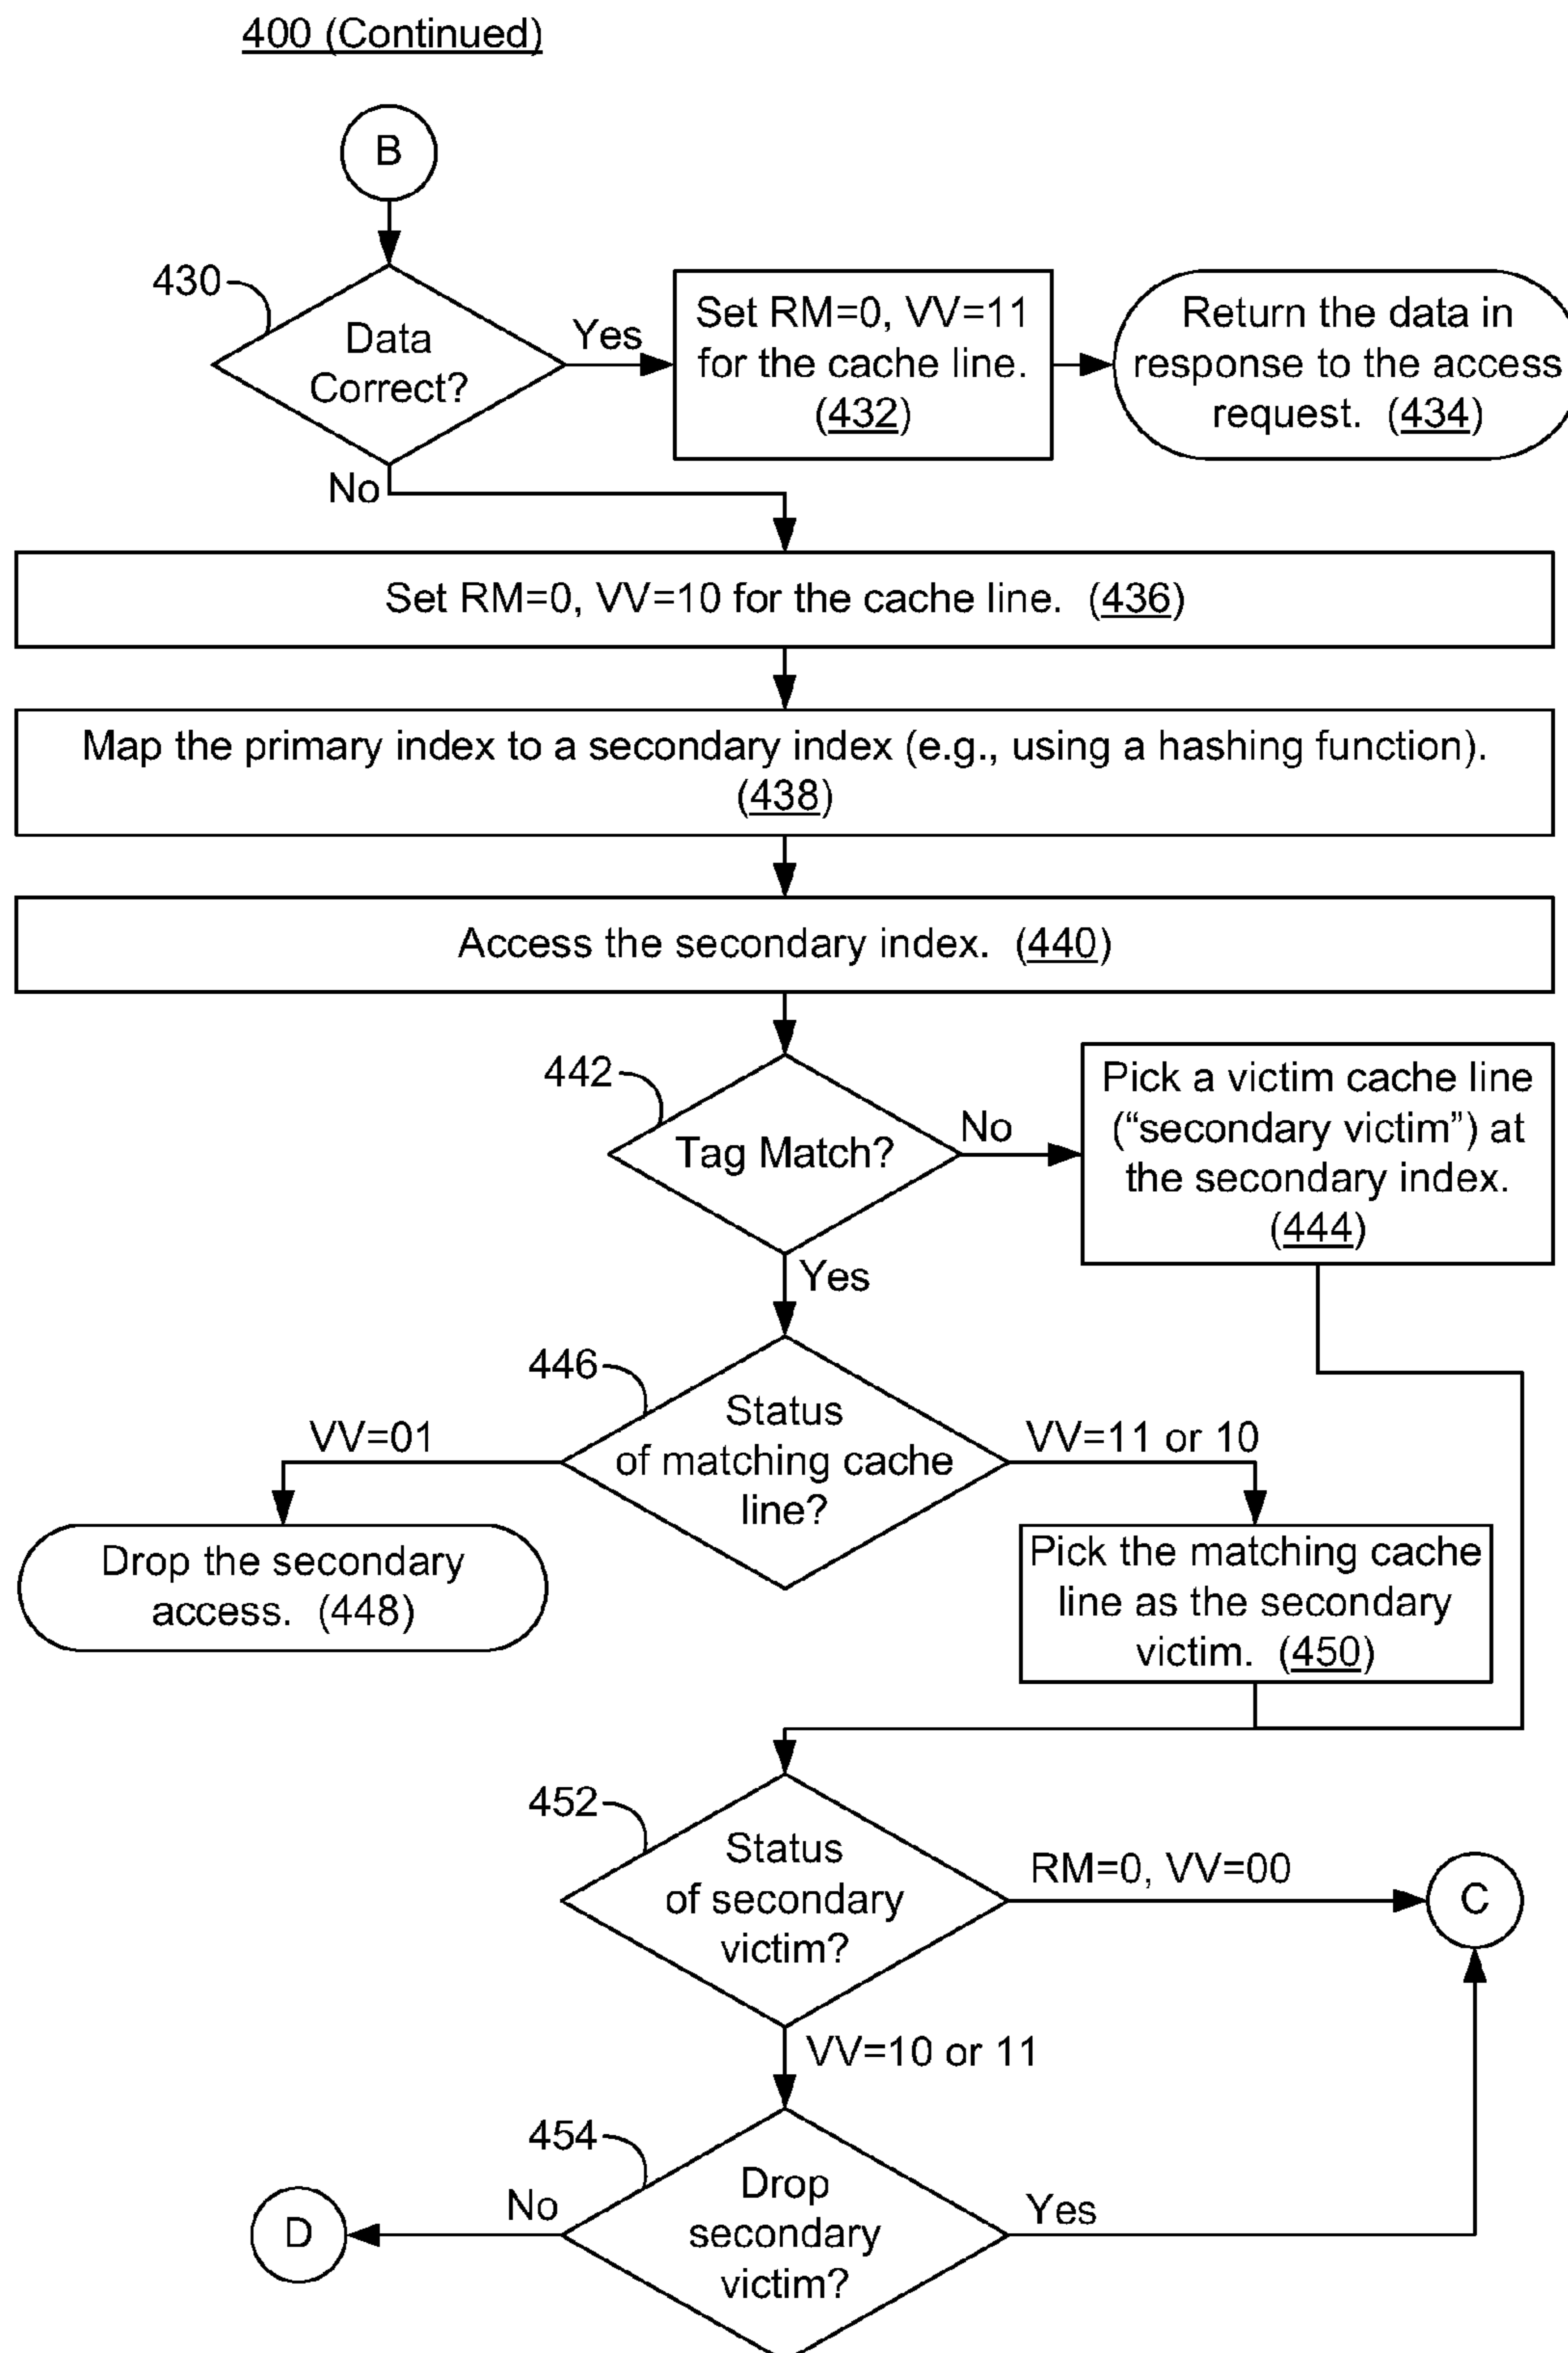 400 (Continued)
B
430
Data
Correct?
Yes
Set RM=0, VV=11
for the cache line.
(432)
Return the data in
response to the access
request. (434)
No
Set RM=0, VV=10 for the cache line. (436)
Map the primary index to a secondary index (e.g., using a hashing function).
(438)
Access the secondary index. (440)
442
Tag Match?
No
Pick a victim cache line
(“secondary victim”) at
the secondary index.
(444)
Yes
446
Status
of matching cache
line?
VV=01
VV=11 or 10
Drop the secondary
access. (448)
Pick the matching cache
line as the secondary
victim. (450)
452
Status
of secondary
victim?
RM=0, VV=00
C
VV=10 or 11
454
Drop
secondary
victim?
No
D
Yes